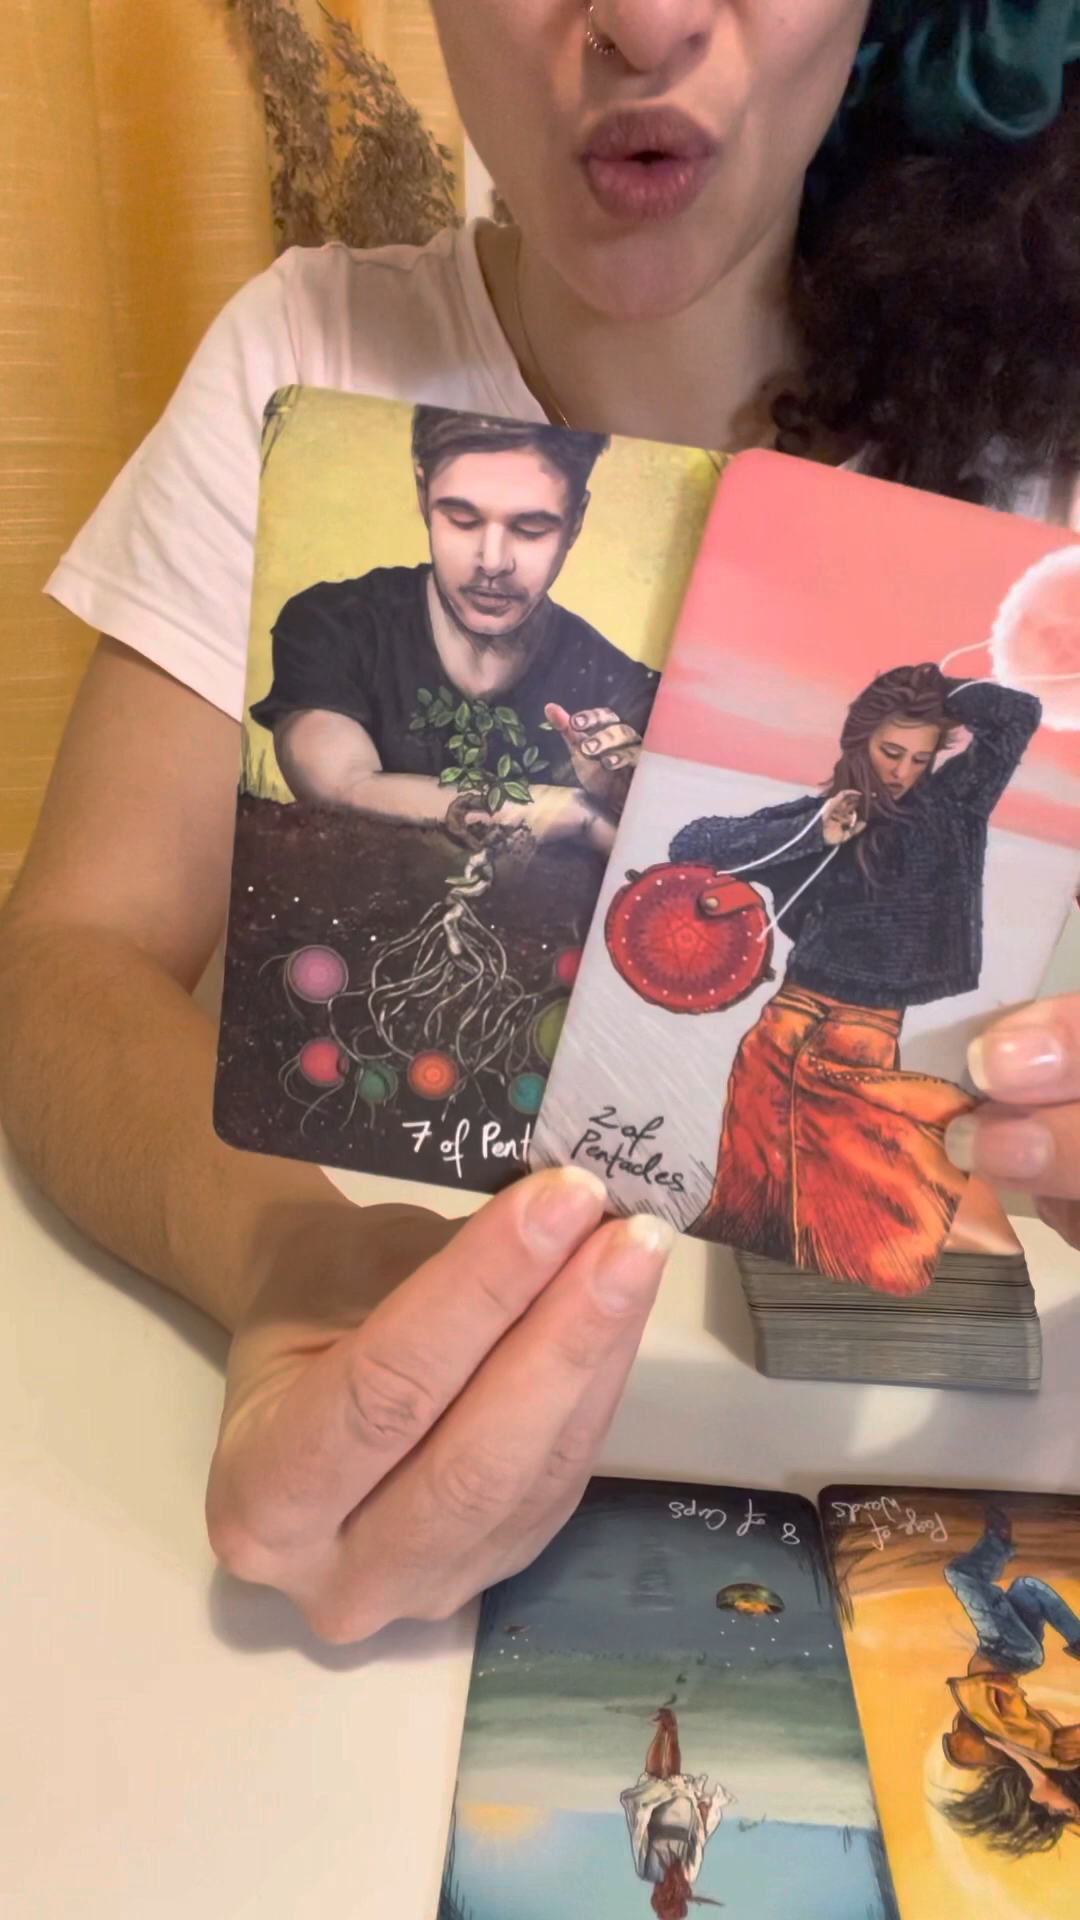 7 of Pent
2 of
Pentacles
8 of Cups
Page of
Wands